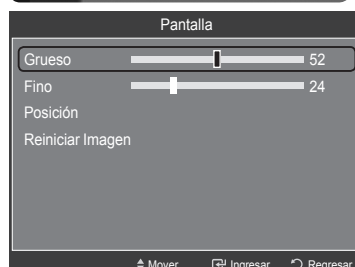 Pantalla
Grueso 52
Fino 24
Posición
Reiniciar Imagen
Mover Ingresar Regresar